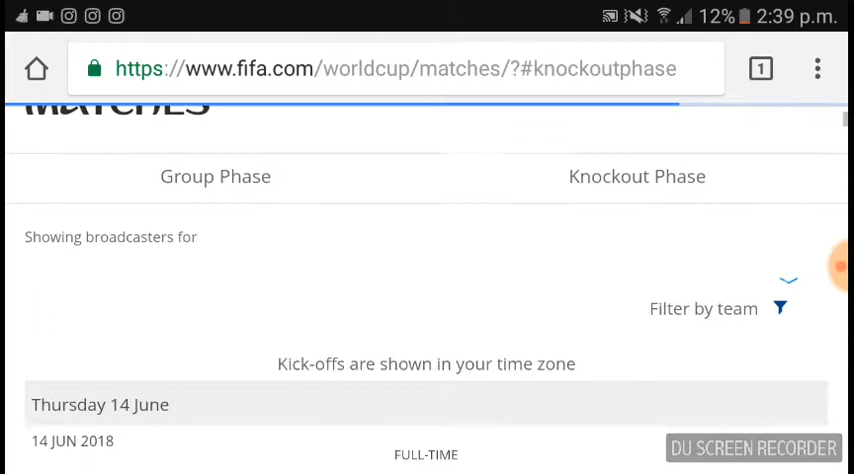 12% 2:39 p.m.
https://www.fifa.com/worldcup/matches/?#knockoutphase
1
MATCHES
Group Phase
Knockout Phase
Showing broadcasters for
Filter by team
Kick-offs are shown in your time zone
Thursday 14 June
14 JUN 2018
FULL-TIME
DU SCREEN RECORDER